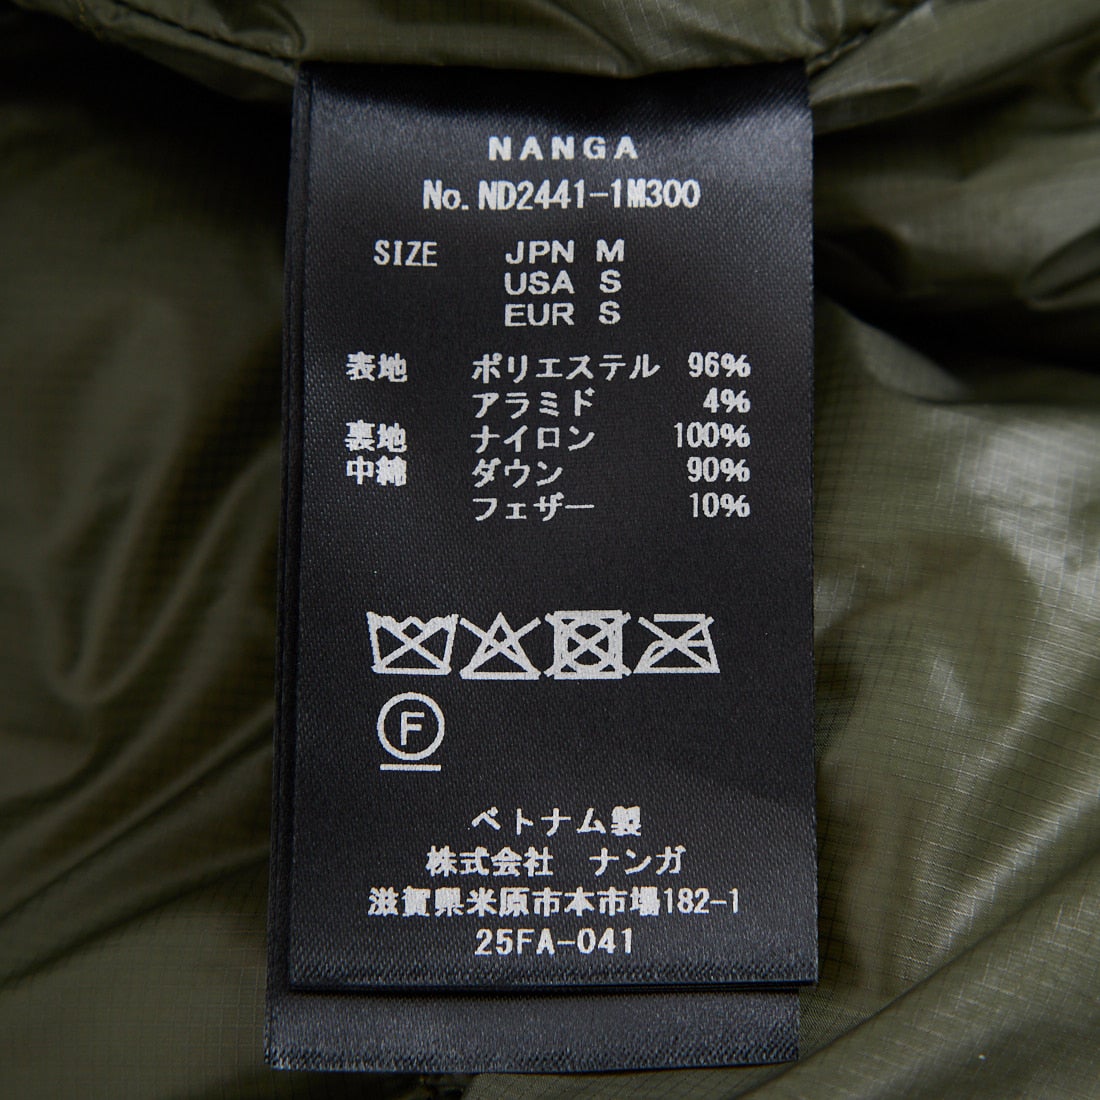 NANGA
No. ND2441-1M300
SIZE JPN M
USA S
EUR S
表地 ポリエステル 96%
アラミド 4%
裏地 ナイロン 100%
中綿 ダウン 90%
フェザー 10%
F
ベトナム製
株式会社 ナンガ
滋賀県米原市本市場182-1
25FA-041